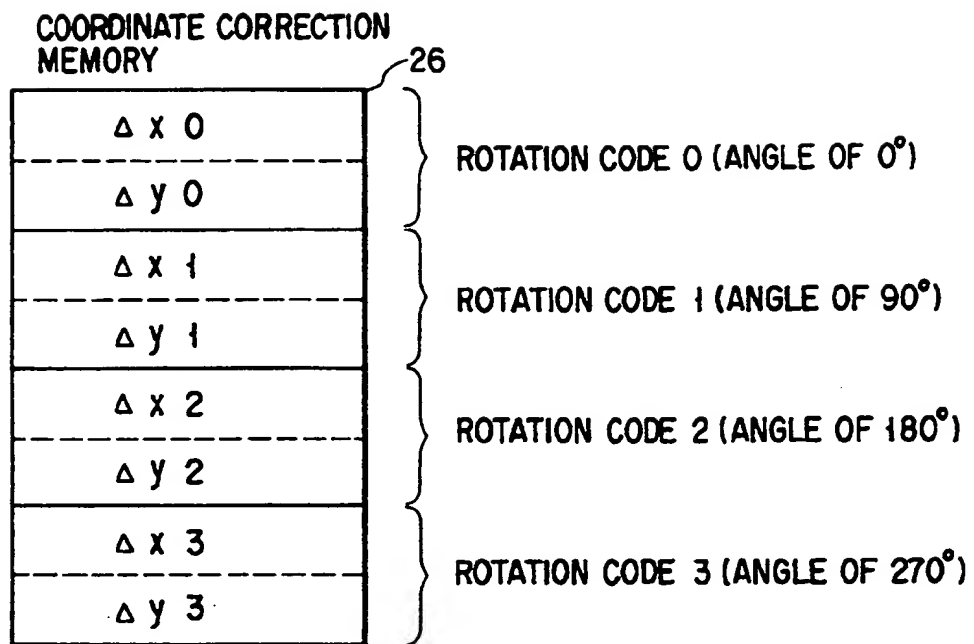 COORDINATE CORRECTION
MEMORY
26
Δ X 0
Δ y 0
ROTATION CODE 0 (ANGLE OF 0°)
Δ X 1
Δ y 1
ROTATION CODE 1 (ANGLE OF 90°)
Δ X 2
Δ y 2
ROTATION CODE 2 (ANGLE OF 180°)
Δ X 3
Δ y 3
ROTATION CODE 3 (ANGLE OF 270°)